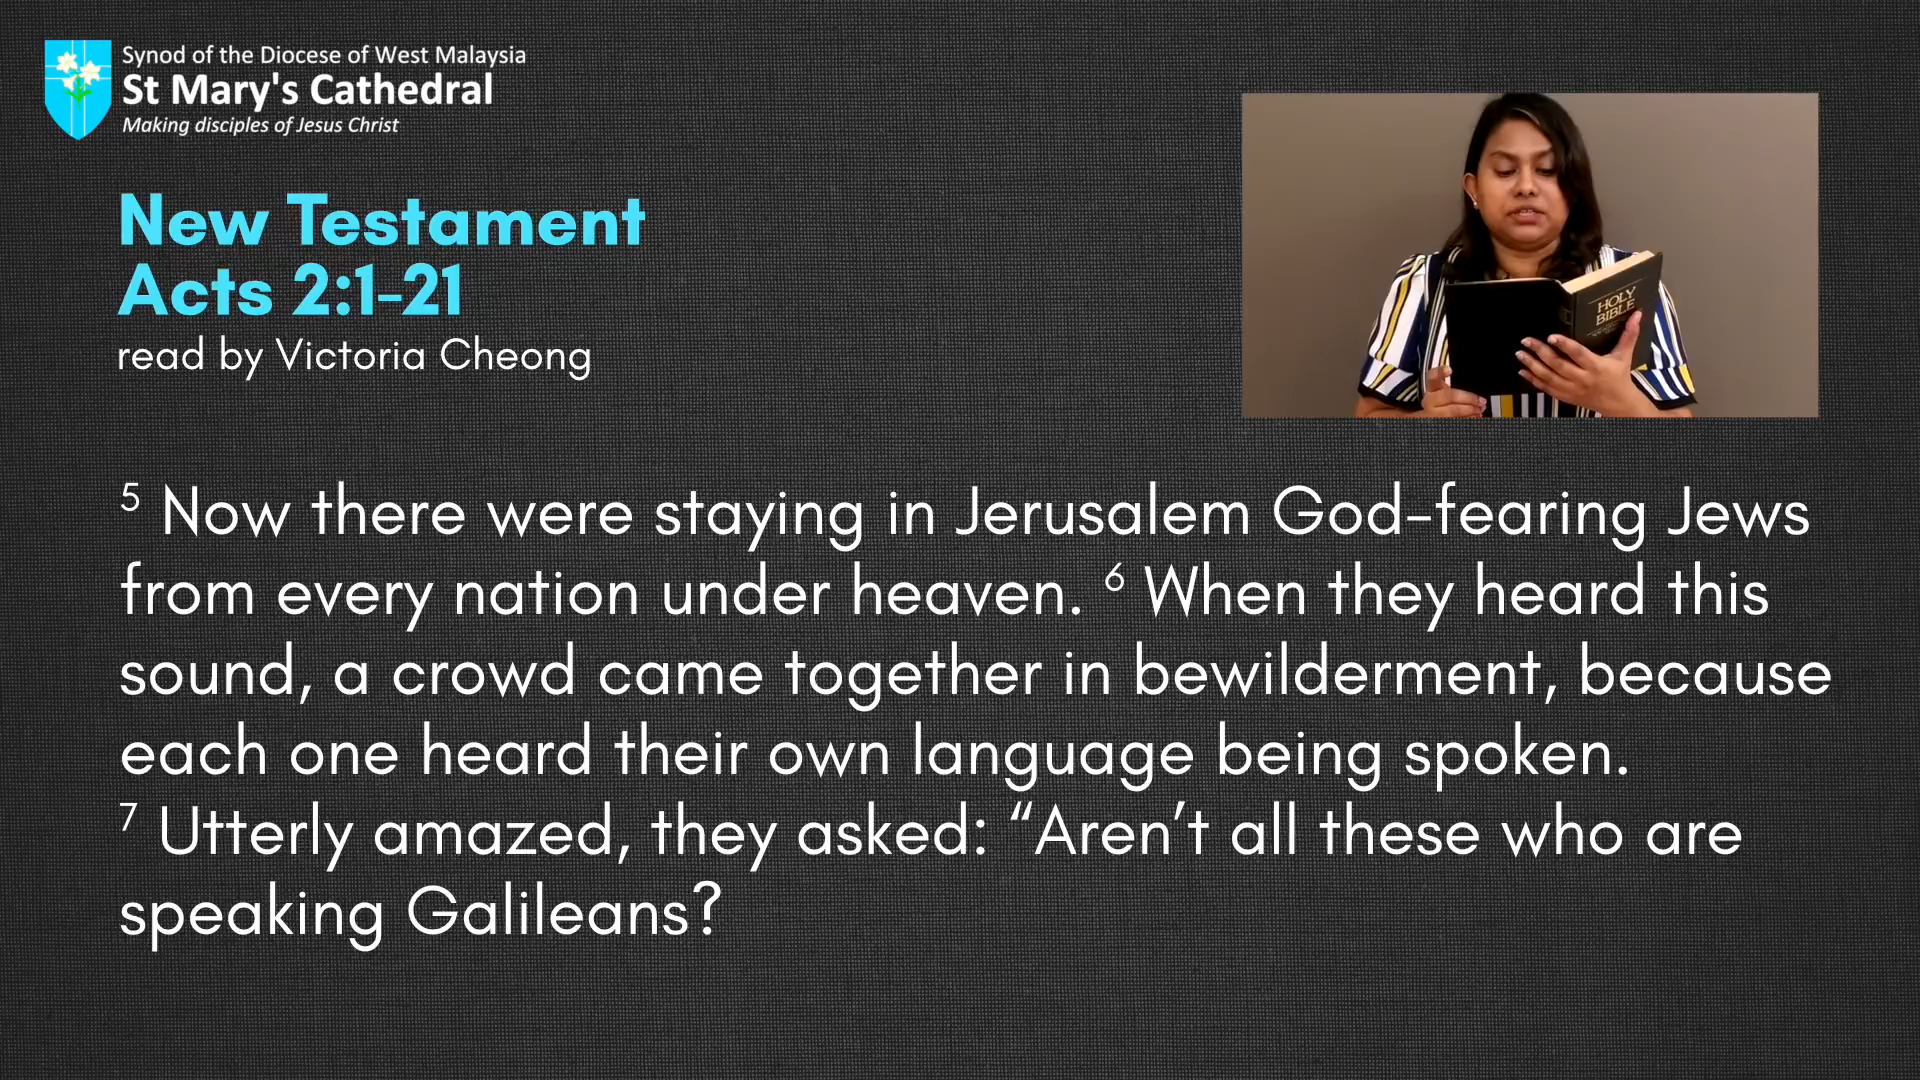 Synod of the Diocese of West Malaysia
St Mary's Cathedral
Making disciples of Jesus Christ
New Testament
Acts 2:1-21
read by Victoria Cheong
HOLY
BIBLE
⁵ Now there were staying in Jerusalem God-fearing Jews
from every nation under heaven. ⁶ When they heard this
sound, a crowd came together in bewilderment, because
each one heard their own language being spoken.
⁷ Utterly amazed, they asked: “Aren’t all these who are
speaking Galileans?